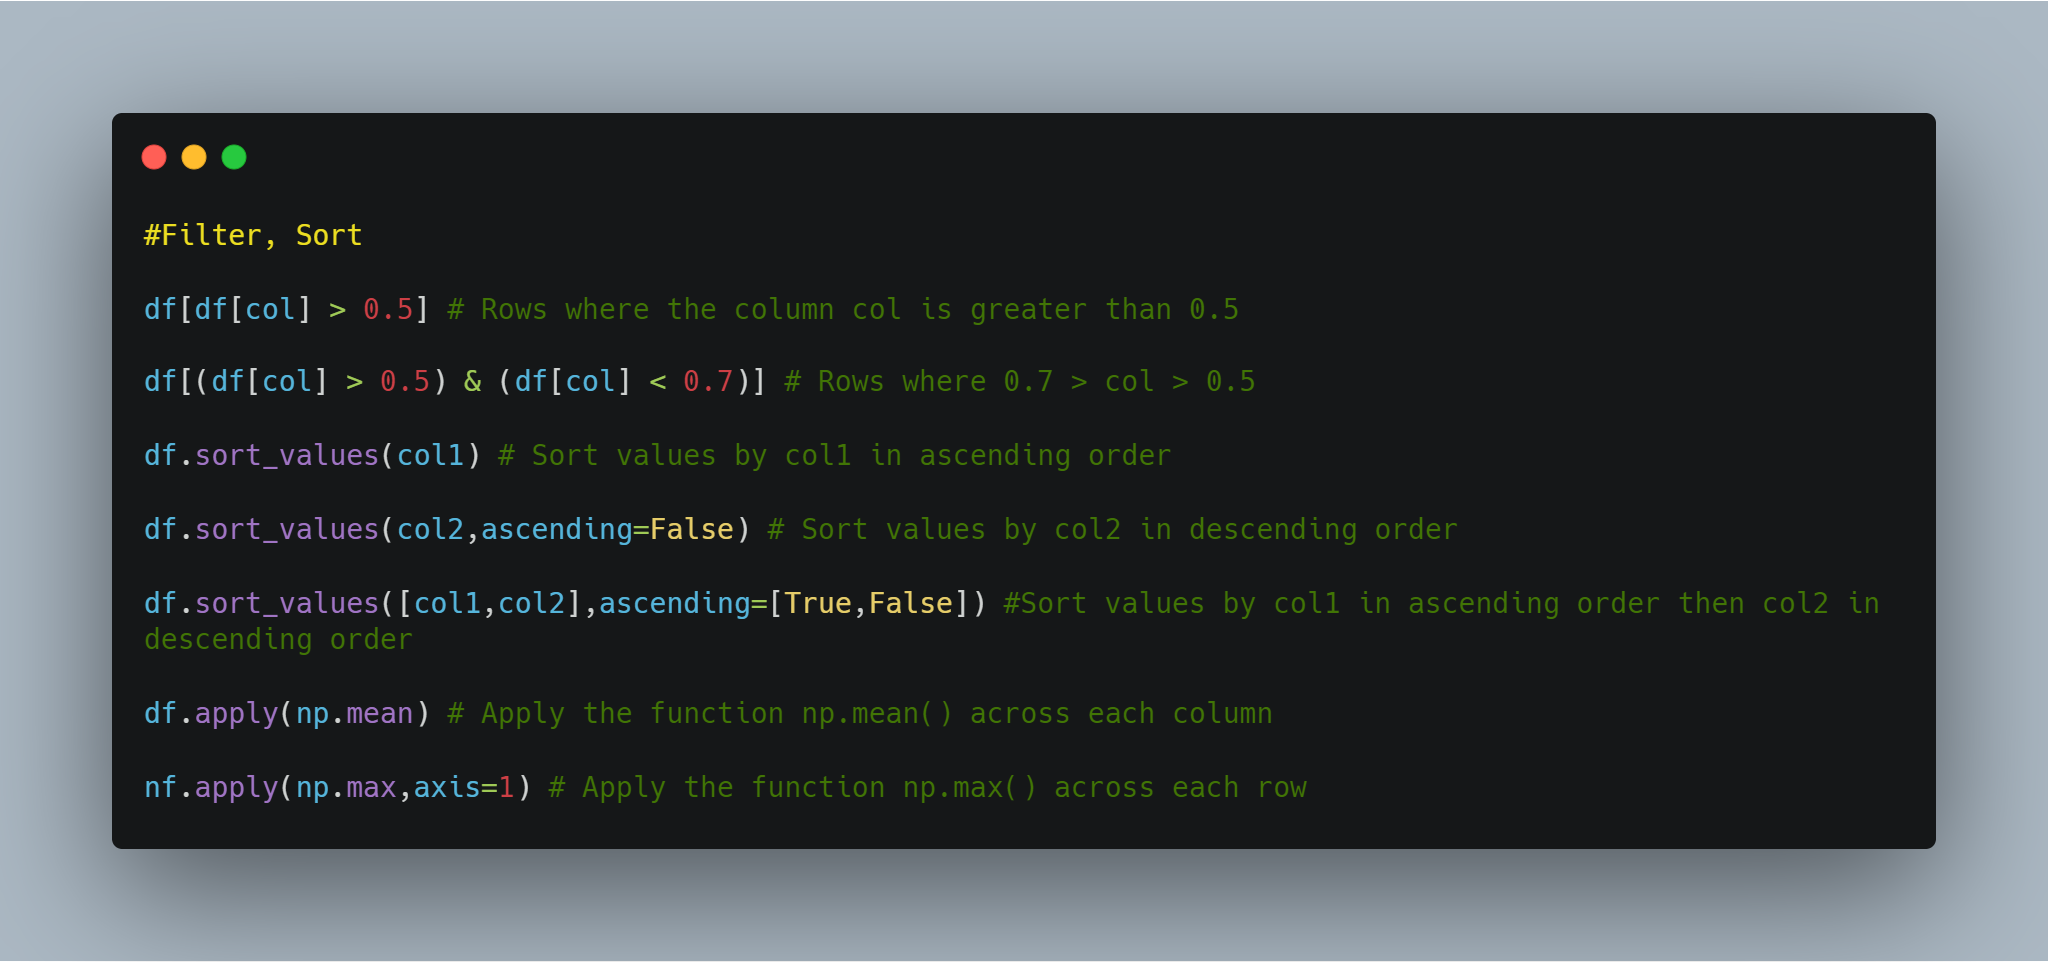 #Filter, Sort
df[df[col] > 0.5] # Rows where the column col is greater than 0.5
df[(df[col] > 0.5) & (df[col] < 0.7)] # Rows where 0.7 > col > 0.5
df.sort_values(col1) # Sort values by col1 in ascending order
df.sort_values(col2,ascending=False) # Sort values by col2 in descending order
df.sort_values([col1,col2],ascending=[True,False]) #Sort values by col1 in ascending order then col2 in
descending order
df.apply(np.mean) # Apply the function np.mean() across each column
nf.apply(np.max,axis=1) # Apply the function np.max() across each row